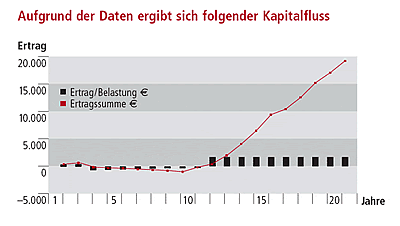 Aufgrund der Daten ergibt sich folgender Kapitalfluss
Ertrag
20.000
15.000
10.000
5.000
0
–5.000
Ertrag/Belastung €
Ertragssumme €
1 5 10 15 20 Jahre